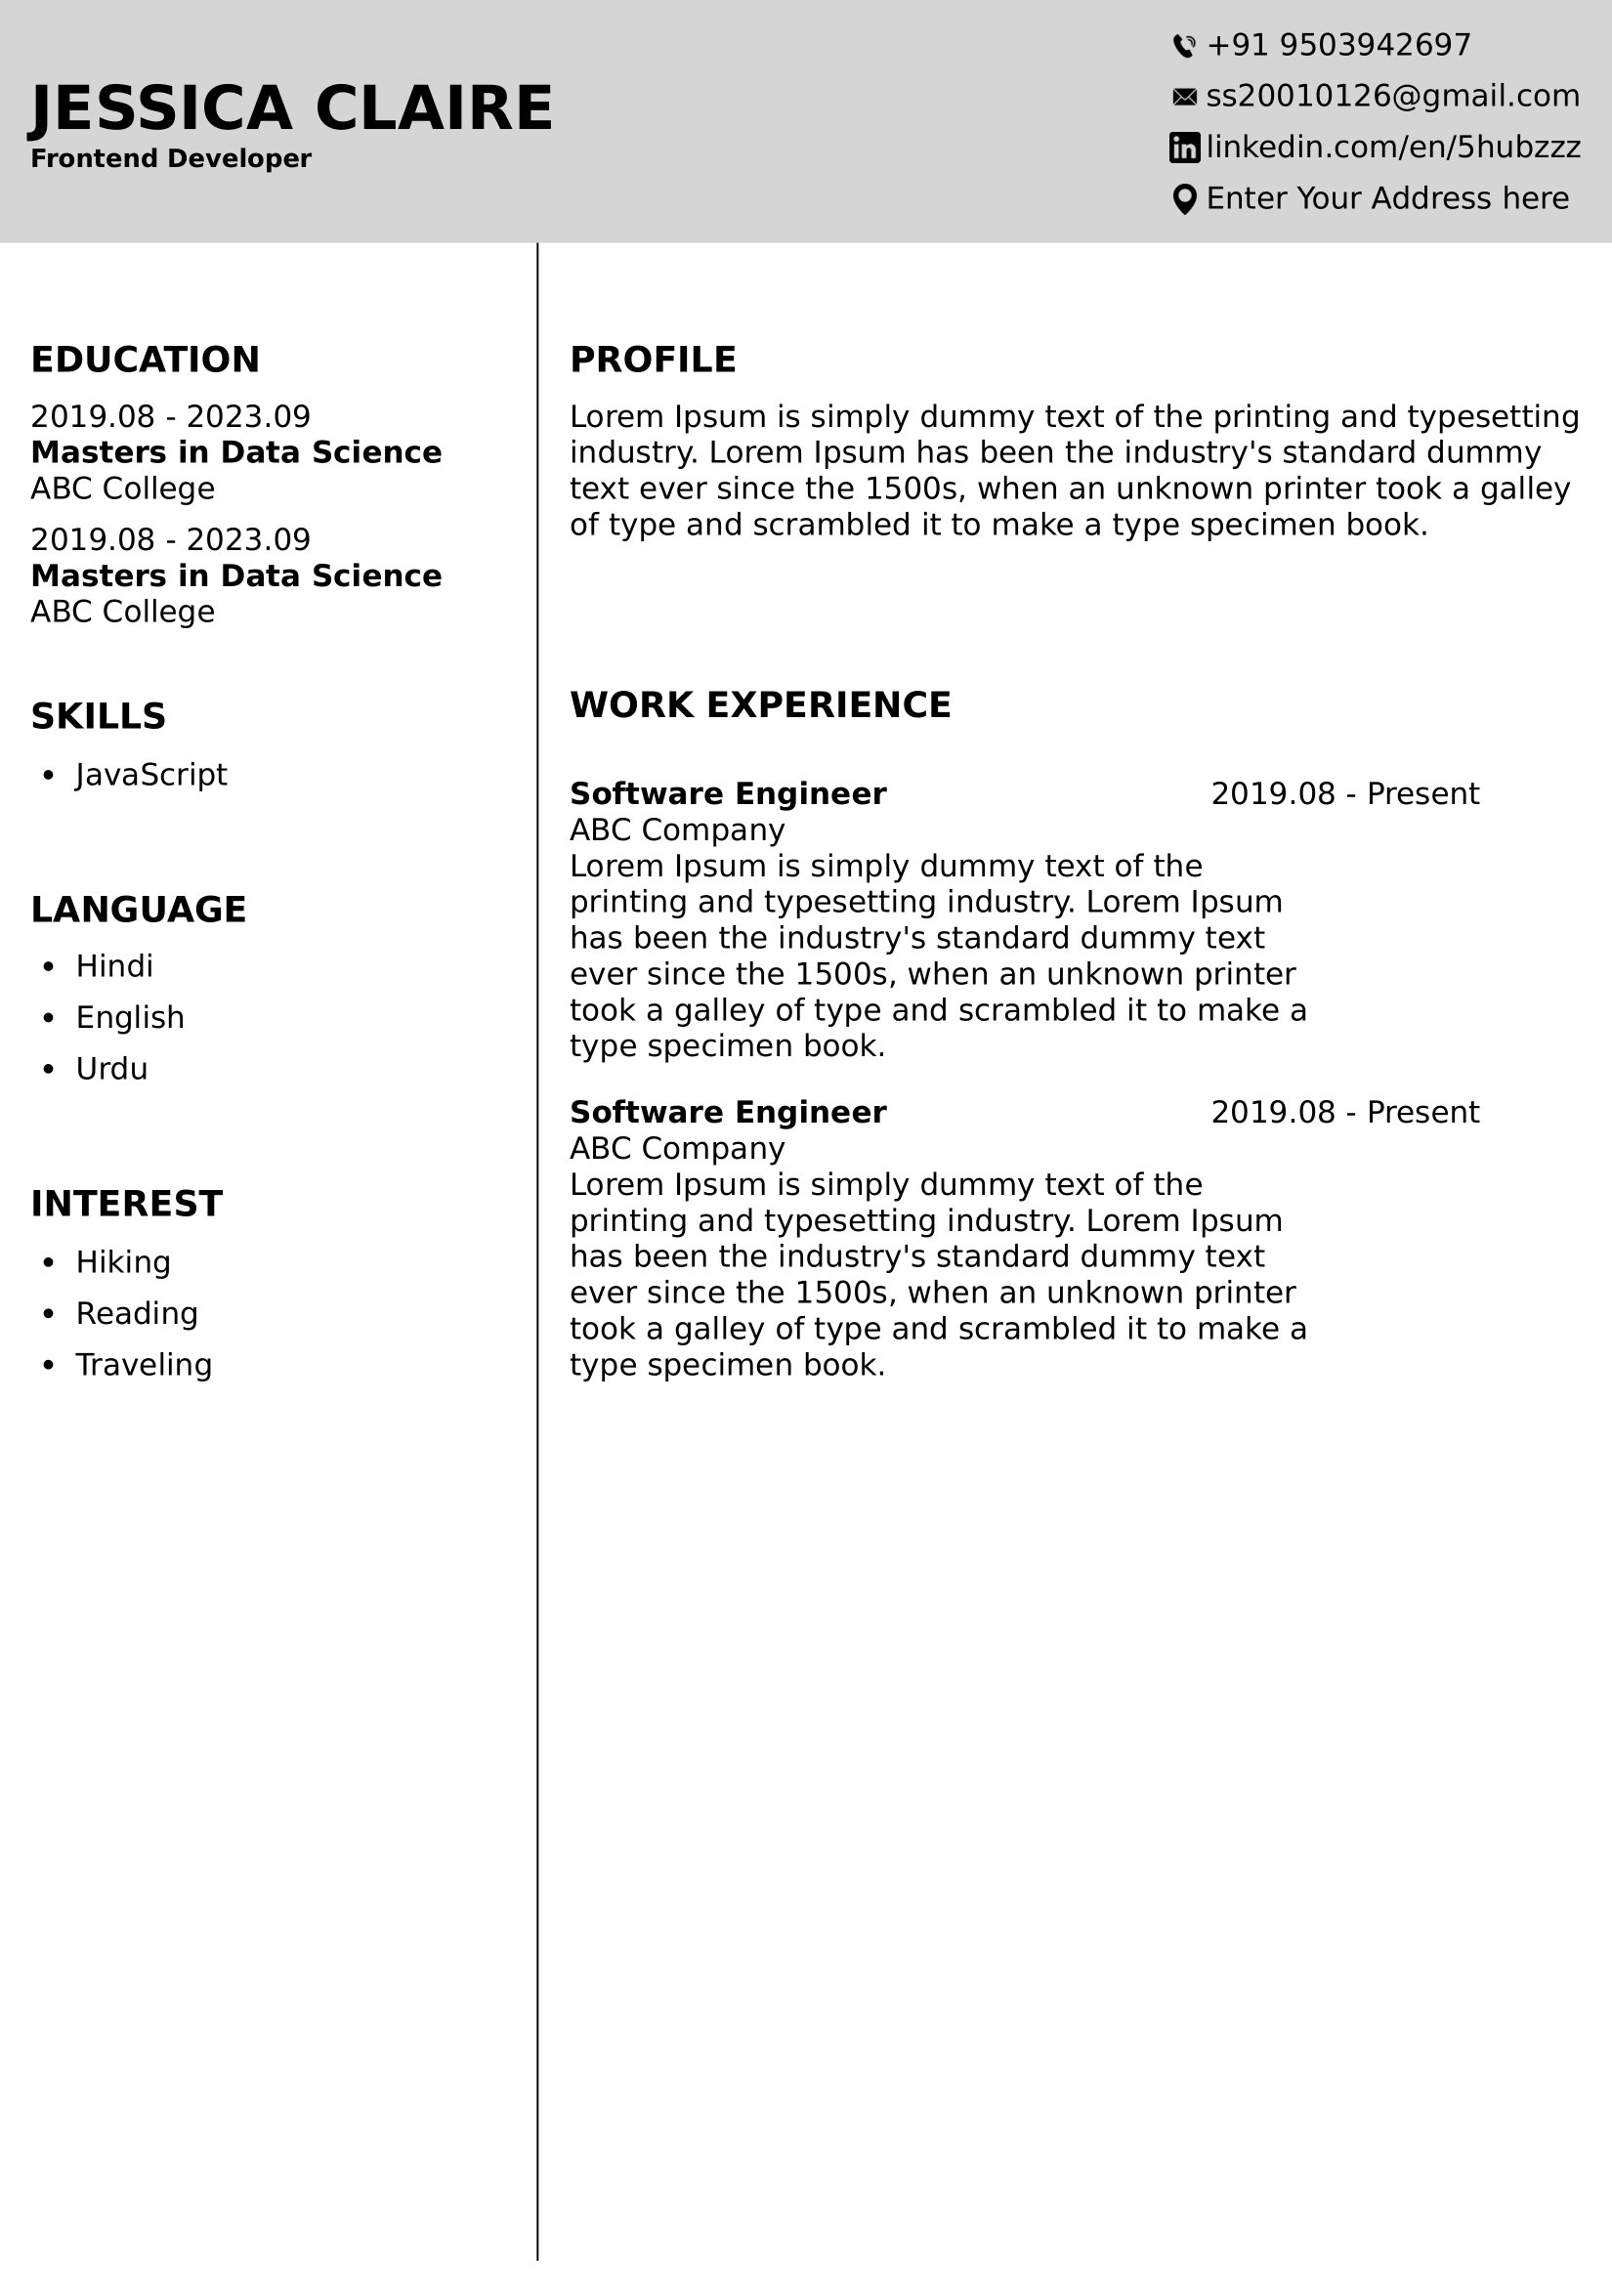 JESSICA CLAIRE
Frontend Developer
+91 9503942697
ss20010126@gmail.com
linkedin.com/en/5hubzzz
Enter Your Address here
EDUCATION
2019.08 - 2023.09
Masters in Data Science
ABC College
2019.08 - 2023.09
Masters in Data Science
ABC College
SKILLS
• JavaScript
LANGUAGE
• Hindi
• English
• Urdu
INTEREST
• Hiking
• Reading
• Traveling
PROFILE
Lorem Ipsum is simply dummy text of the printing and typesetting
industry. Lorem Ipsum has been the industry's standard dummy
text ever since the 1500s, when an unknown printer took a galley
of type and scrambled it to make a type specimen book.
WORK EXPERIENCE
Software Engineer 2019.08 - Present
ABC Company
Lorem Ipsum is simply dummy text of the
printing and typesetting industry. Lorem Ipsum
has been the industry's standard dummy text
ever since the 1500s, when an unknown printer
took a galley of type and scrambled it to make a
type specimen book.
Software Engineer 2019.08 - Present
ABC Company
Lorem Ipsum is simply dummy text of the
printing and typesetting industry. Lorem Ipsum
has been the industry's standard dummy text
ever since the 1500s, when an unknown printer
took a galley of type and scrambled it to make a
type specimen book.